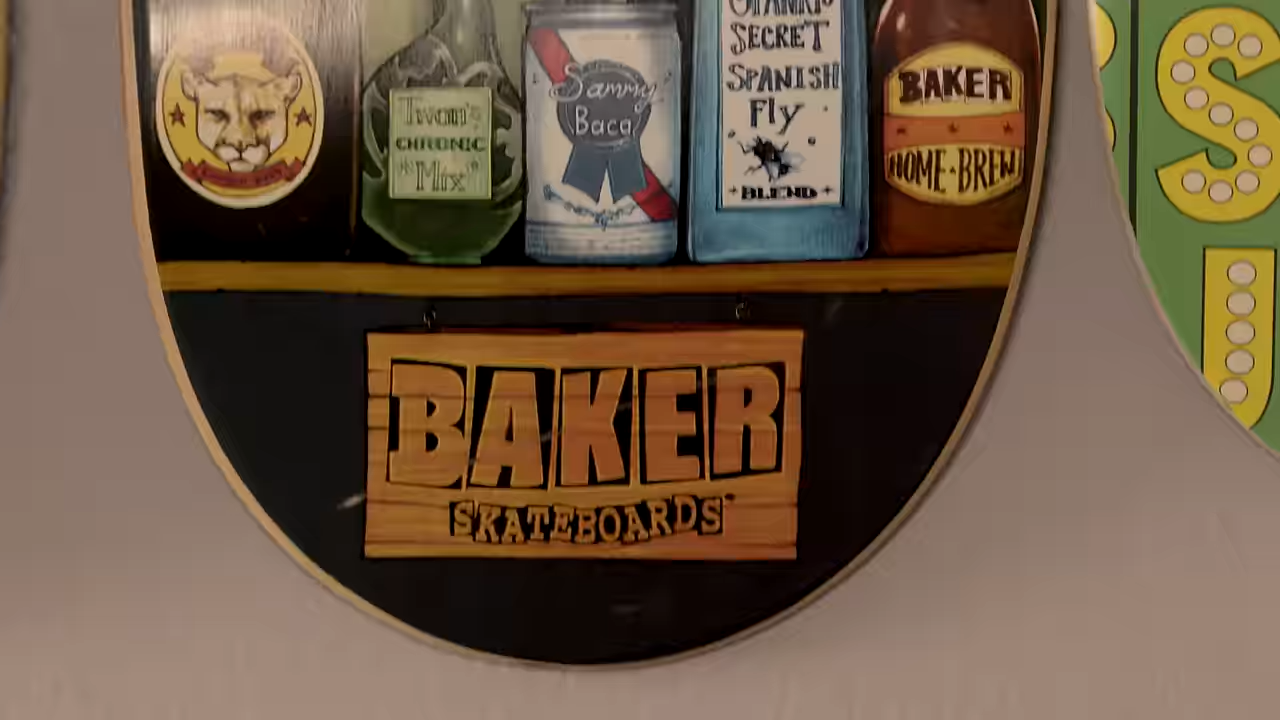 SECRET
SPANISH
Fly
BLEND
Twan's
CHRONIC
"Mix"
Sammy
Baca
BAKER
HOME-BREW
BAKER
SKATEBOARDS
S
I